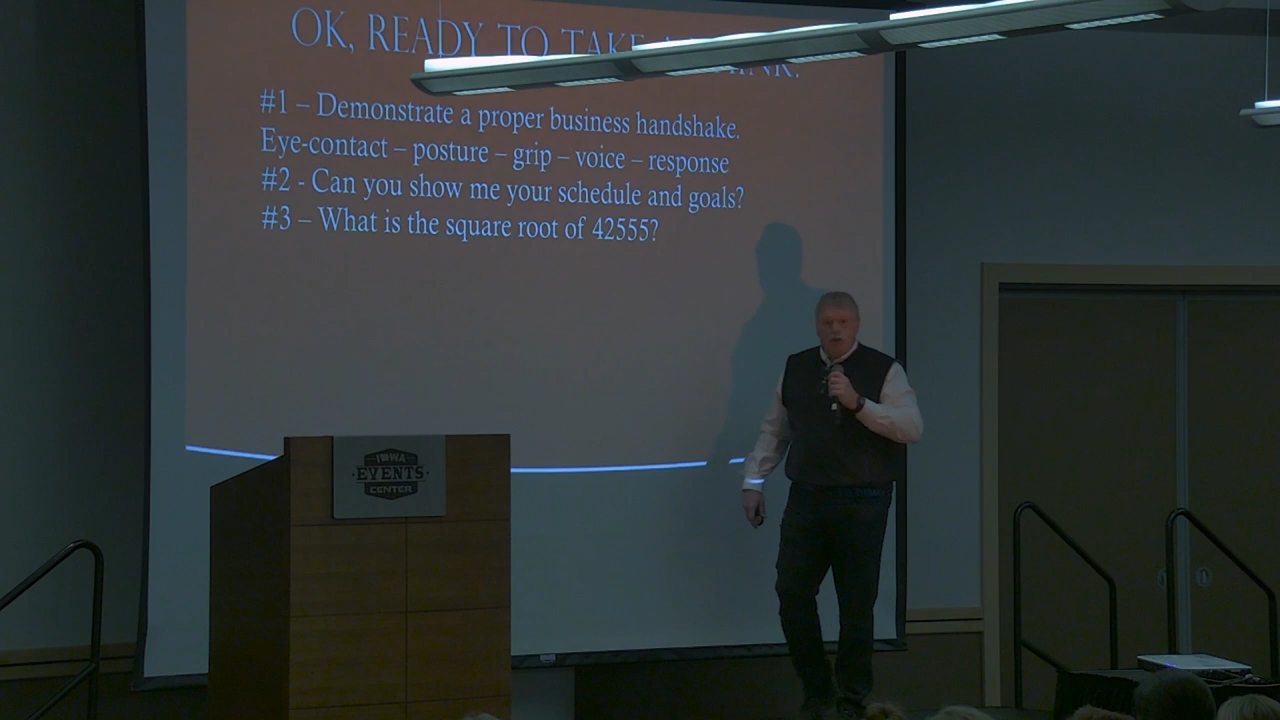 OK, READY TO TAKE
#1 – Demonstrate a proper business handshake.
Eye-contact – posture – grip – voice – response
#2 - Can you show me your schedule and goals?
#3 – What is the square root of 42555?
IOWA
EVENTS
CENTER